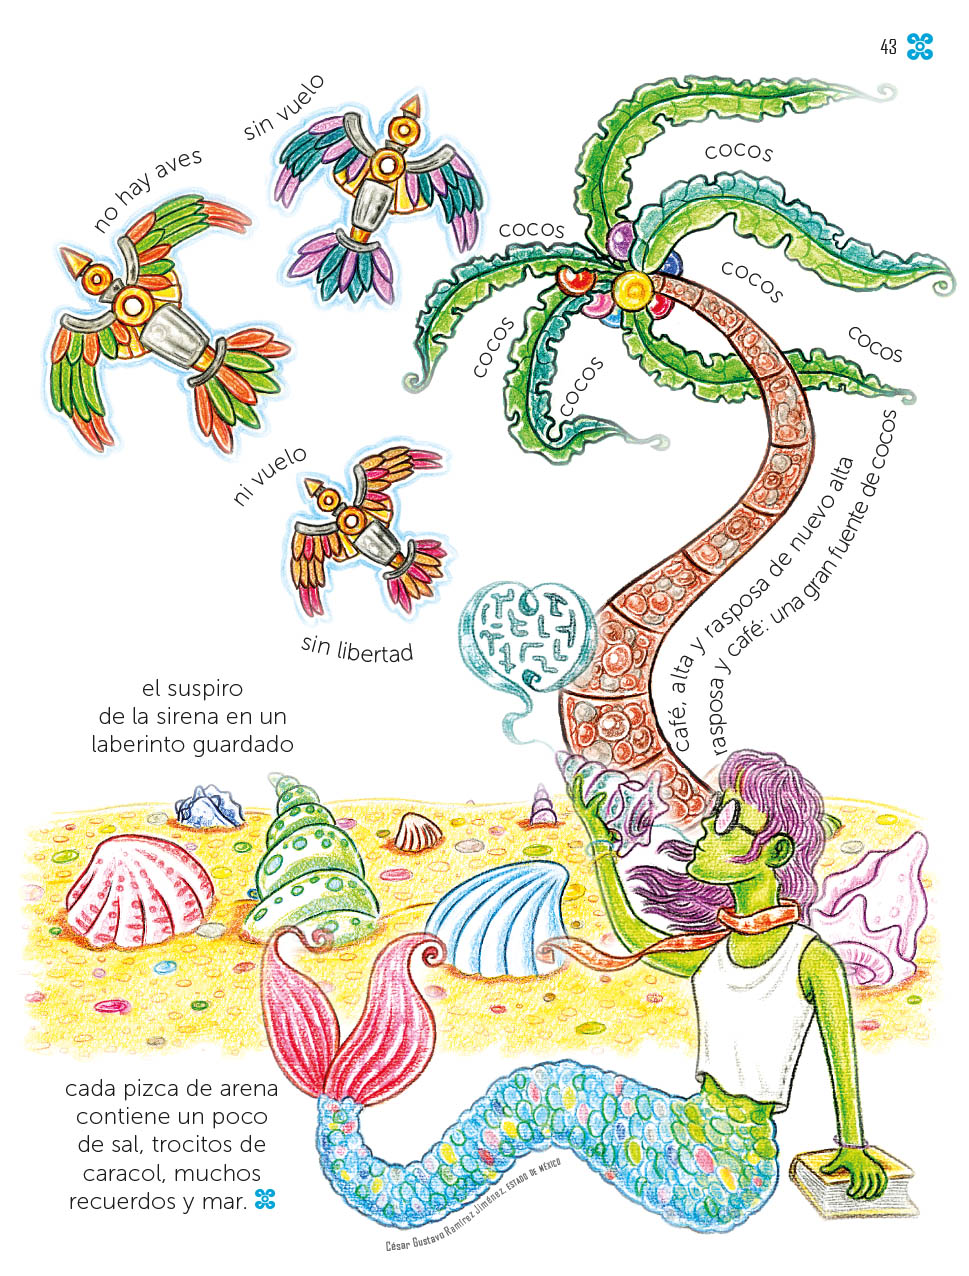 43
no hay aves
sin vuelo
ni vuelo
sin libertad
cocos
cocos
cocos
cocos
cocos
cocos
café, alta y rasposa de nuevo alta
rasposa y café: una gran fuente de cocos
el suspiro
de la sirena en un
laberinto guardado
cada pizca de arena
contiene un poco
de sal, trocitos de
caracol, muchos
recuerdos y mar.
César Gustavo Ramírez Jiménez, ESTADO DE MÉXICO